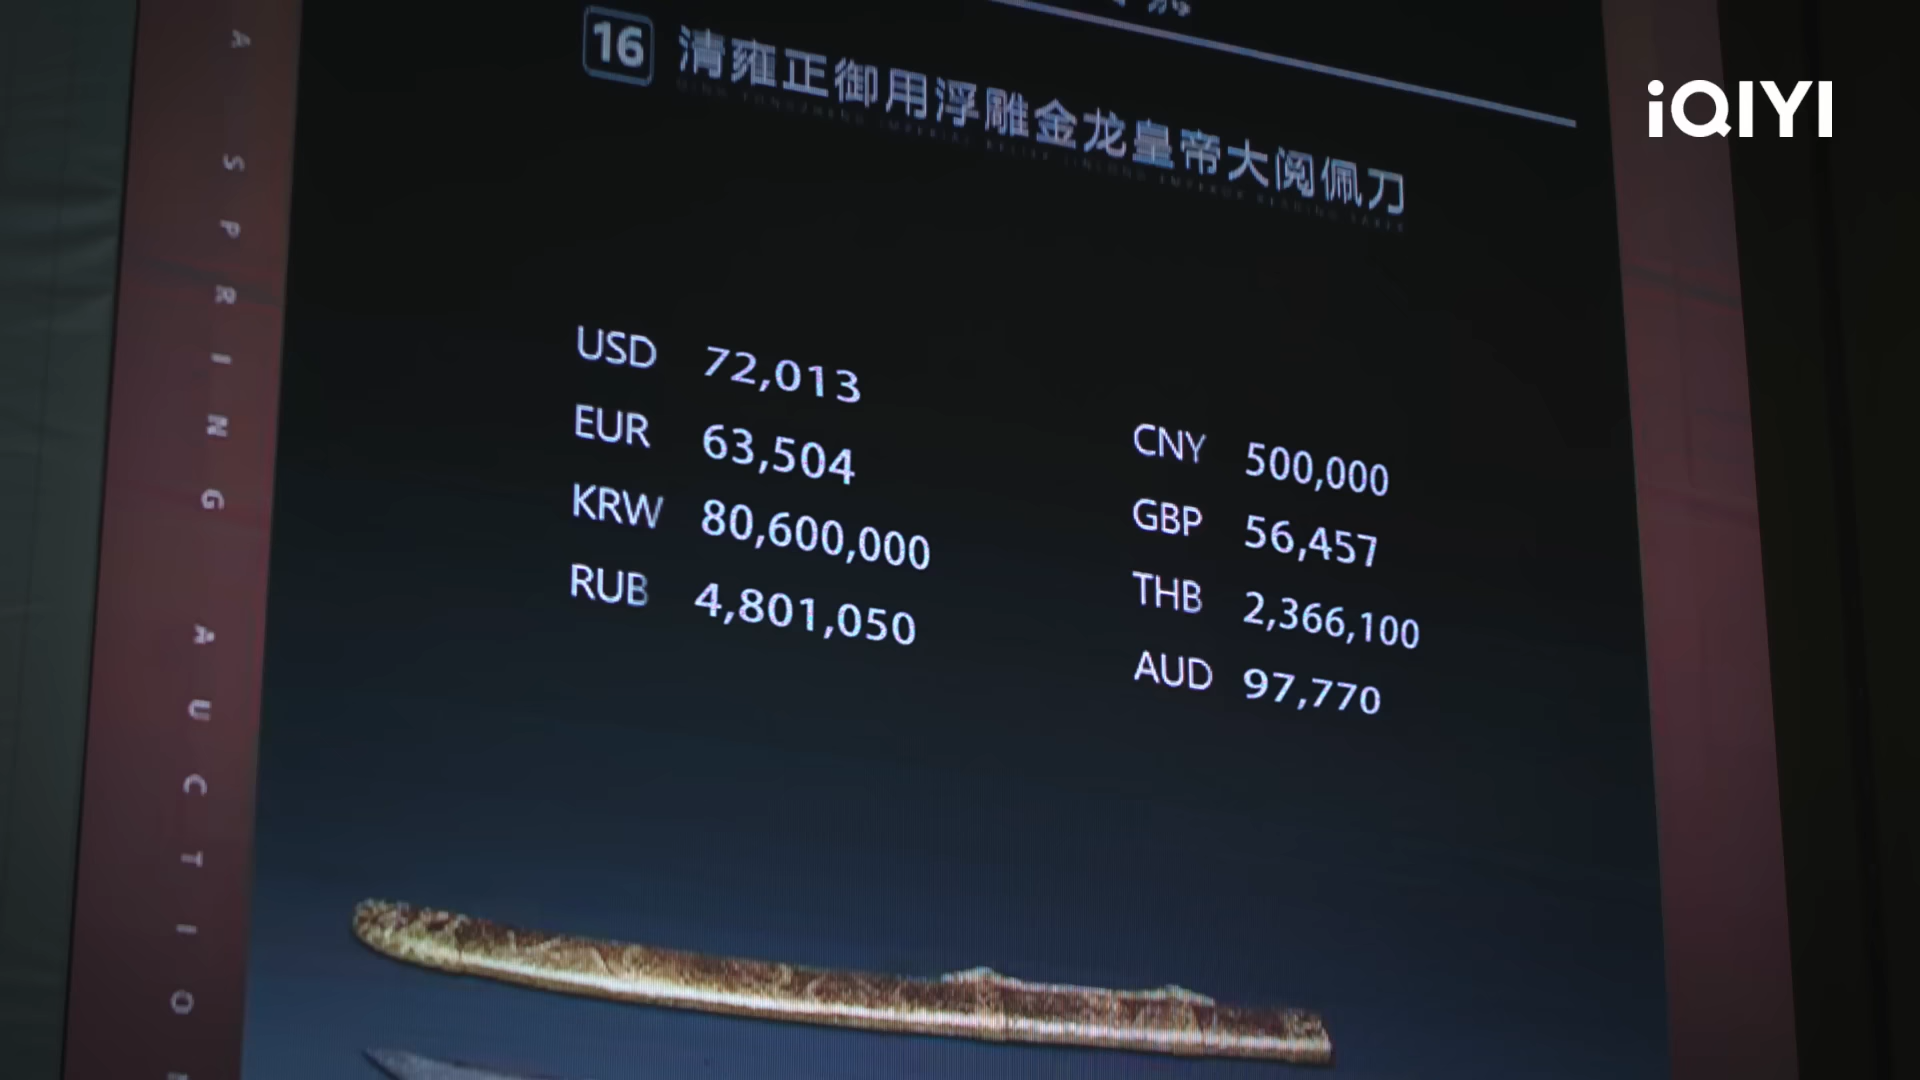 16 清雍正御用浮雕金龙皇帝大阅佩刀
iQIYI
USD 72,013
EUR 63,504
KRW 80,600,000
RUB 4,801,050
CNY 500,000
GBP 56,457
THB 2,366,100
AUD 97,770
A SPRING AUCTION